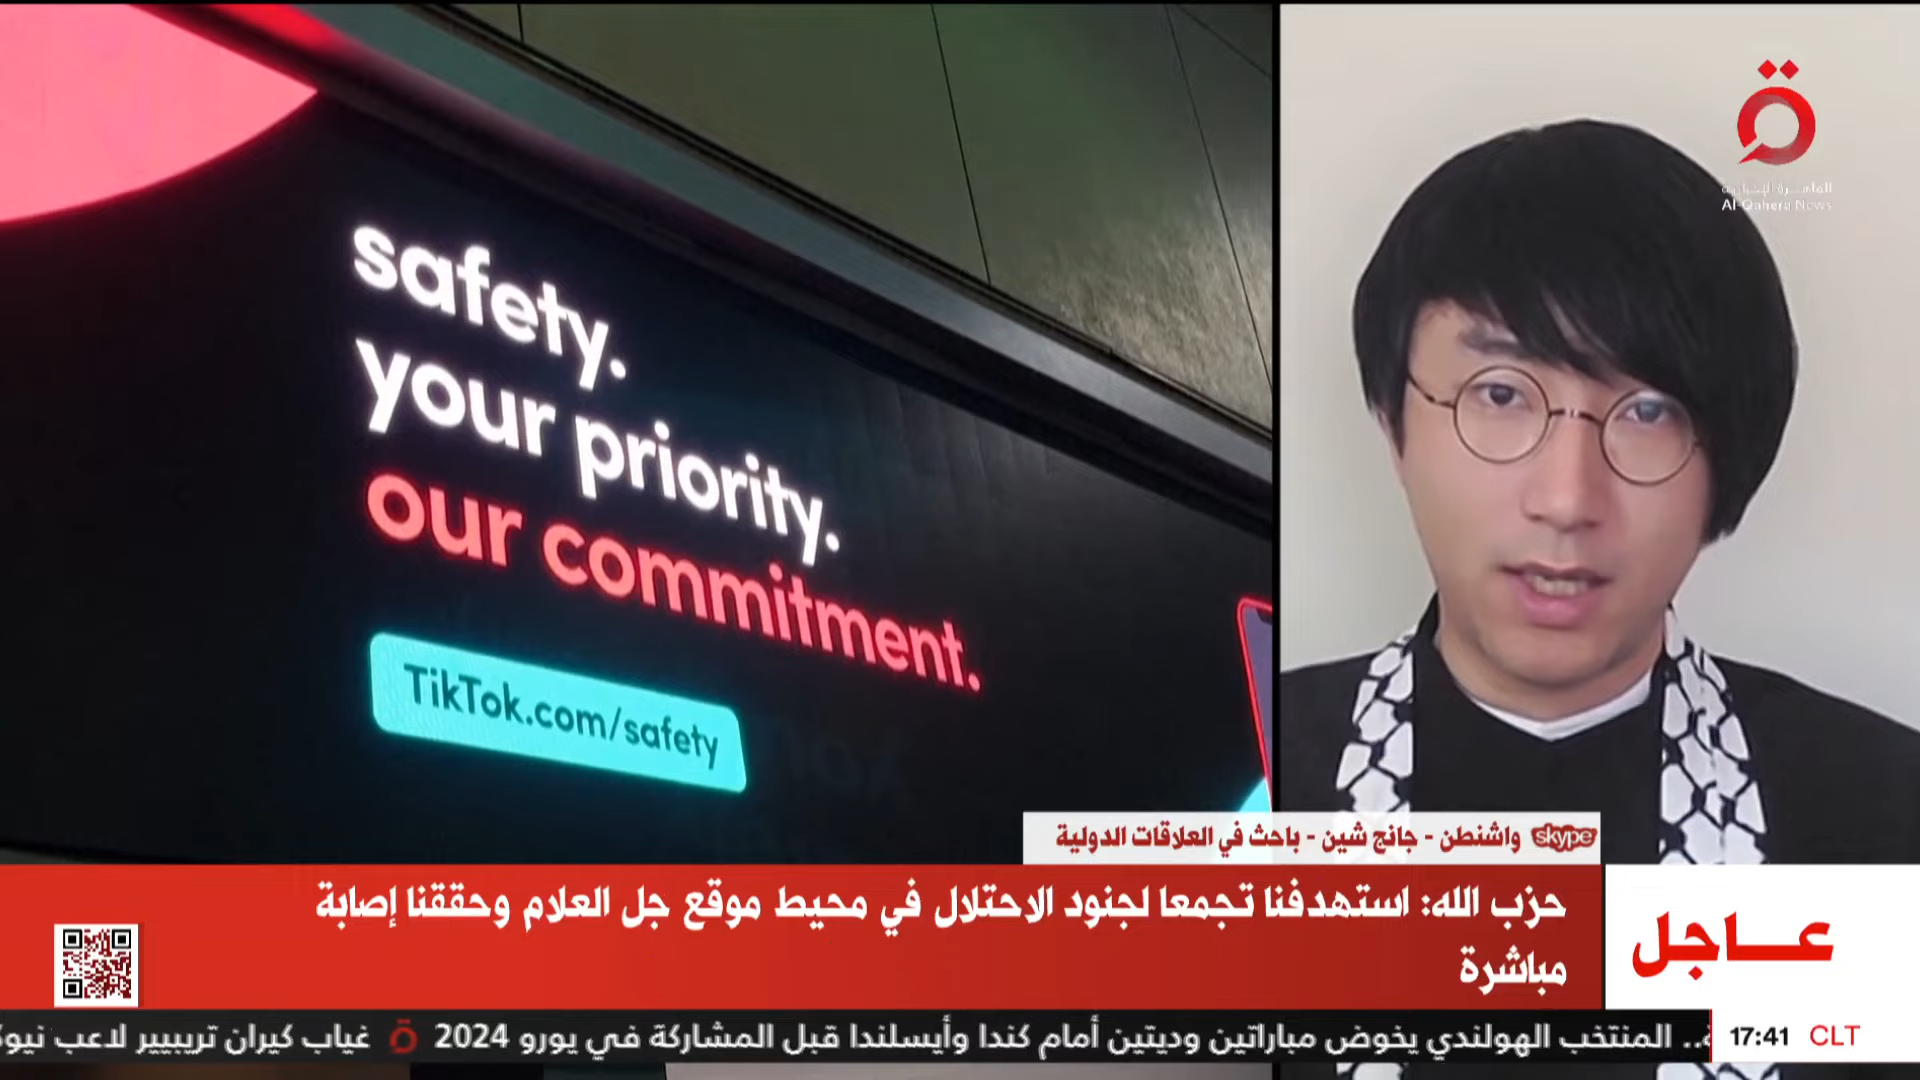 safety.
your priority.
our commitment.
TikTok.com/safety
القاهرة الإخبارية
Al-Qahera News
skype واشنطن - جانج شين - باحث في العلاقات الدولية
عـاجل
حزب الله: استهدفنا تجمعا لجنود الاحتلال في محيط موقع جل العلام وحققنا إصابة
مباشرة
.. المنتخب الهولندي يخوض مباراتين وديتين أمام كندا وأيسلندا قبل المشاركة في يورو 2024 غياب كيران تريبيير لاعب
17:41 CLT